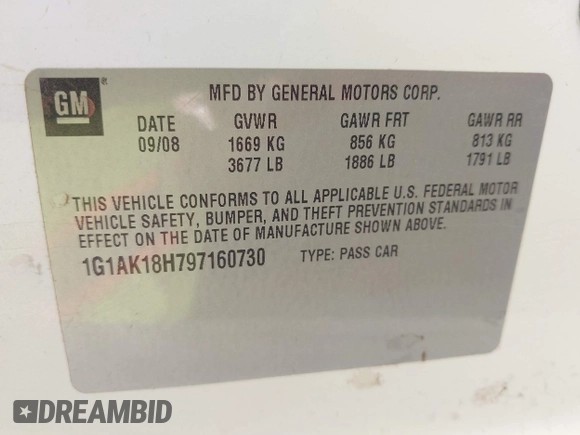 GM ®
MFD BY GENERAL MOTORS CORP.
DATE GVWR GAWR FRT GAWR RR
09/08 1669 KG 856 KG 813 KG
3677 LB 1886 LB 1791 LB
THIS VEHICLE CONFORMS TO ALL APPLICABLE U.S. FEDERAL MOTOR
VEHICLE SAFETY, BUMPER, AND THEFT PREVENTION STANDARDS IN
EFFECT ON THE DATE OF MANUFACTURE SHOWN ABOVE.
1G1AK18H797160730 TYPE: PASS CAR
DREAMBID